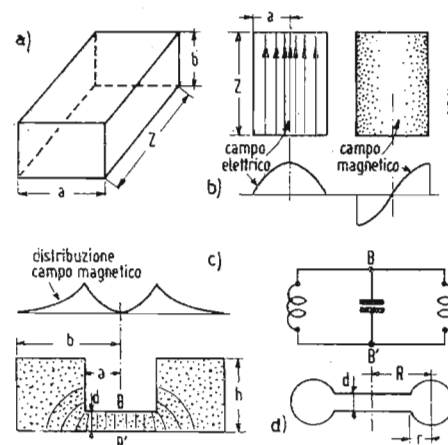 a)
b
Z
a
a
Z
campo
elettrico
campo
magnetico
b)
distribuzione
campo magnetico
c)
b
a
d
B
B'
h
B
B'
d
R
r
d)